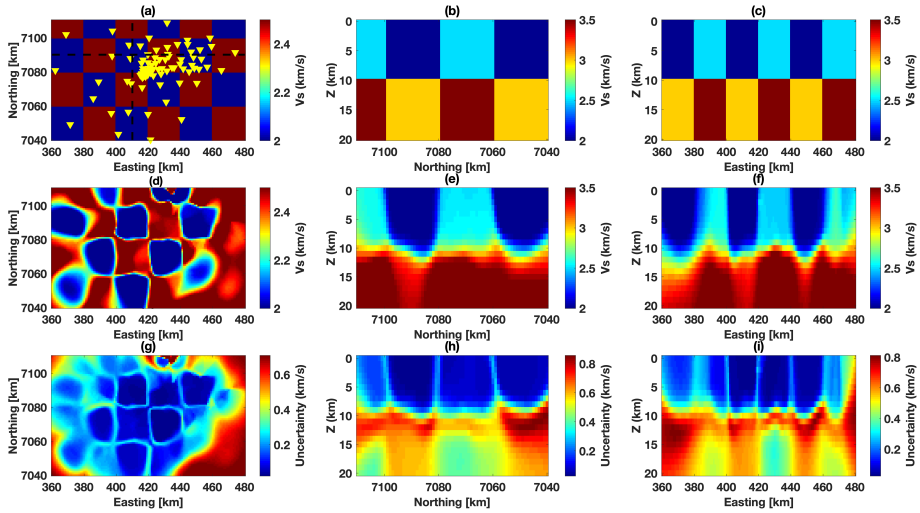 (a)
7100
7080
7060
7040
Northing [km]
360 380 400 420 440 460 480
Easting [km]
2.4
2.2
2
Vs (km/s)
(b)
0
5
10
15
20
Z (km)
7100 7080 7060 7040
Northing [km]
3.5
3
2.5
2
Vs (km/s)
(c)
0
5
10
15
20
Z (km)
360 380 400 420 440 460 480
Easting [km]
3.5
3
2.5
2
Vs (km/s)
(d)
7100
7080
7060
7040
Northing [km]
360 380 400 420 440 460 480
Easting [km]
2.4
2.2
2
Vs (km/s)
(e)
0
5
10
15
20
Z (km)
7100 7080 7060 7040
Northing [km]
3.5
3
2.5
2
Vs (km/s)
(f)
0
5
10
15
20
Z (km)
360 380 400 420 440 460 480
Easting [km]
3.5
3
2.5
2
Vs (km/s)
(g)
7100
7080
7060
7040
Northing [km]
360 380 400 420 440 460 480
Easting [km]
0.8
0.6
0.4
0.2
Uncertainty (km/s)
(h)
0
5
10
15
20
Z (km)
7100 7080 7060 7040
Northing [km]
0.8
0.6
0.4
0.2
Uncertainty (km/s)
(i)
0
5
10
15
20
Z (km)
360 380 400 420 440 460 480
Easting [km]
0.8
0.6
0.4
0.2
Uncertainty (km/s)